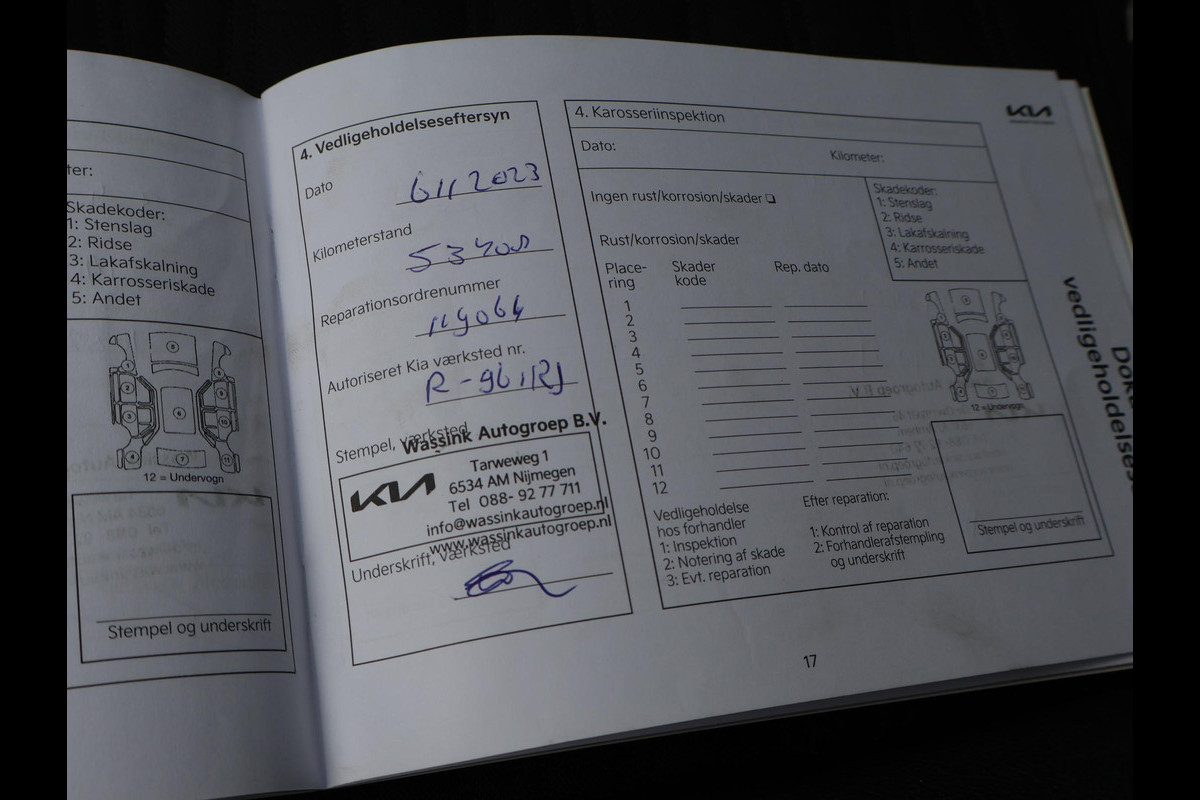 ter:
Skadekoder:
1: Stenslag
2: Ridse
3: Lakafskalning
4: Karrosseriskade
5: Andet
12 = Undervogn
Stempel og underskrift
4. Vedligeholdelseseftersyn
Dato
6 11 2023
Kilometerstand
Reparationsordrenummer
119064
Autoriseret Kia værksted nr.
Stempel, værksted
Wassink Autogroep B.V.
KIA
Tarweweg 1
6534 AM Nijmegen
Tel 088- 92 77 711
info@wassinkautogroep.nl
www.wassinkautogroep.nl
Underskrift, værksted
4. Karosseriinspektion
KIA
Dato:
Kilometer:
Ingen rust/korrosion/skader ❏
Skadekoder:
1: Stenslag
2: Ridse
3: Lakafskalning
4: Karrosseriskade
5: Andet
Rust/korrosion/skader
Place-
ring
Skader
kode
Rep. dato
1
2
3
4
5
6
7
8
9
10
11
12
12 = Undervogn
Vedligeholdelse
hos forhandler
1: Inspektion
2: Notering af skade
3: Evt. reparation
Efter reparation:
1: Kontrol af reparation
2: Forhandlerafstempling
og underskrift
Stempel og underskrift
17
vedligeholdelses